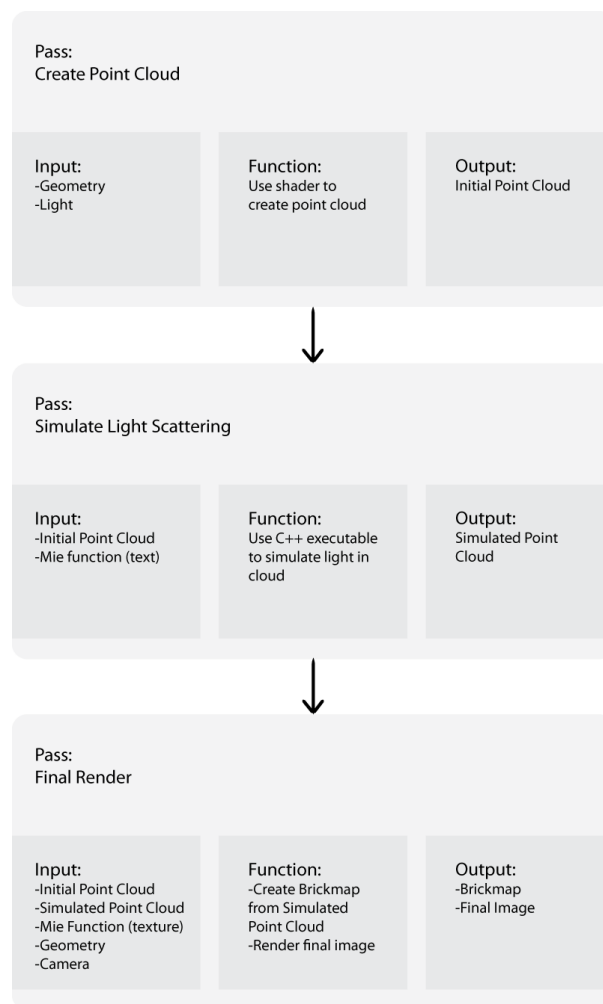 Pass:
Create Point Cloud
Input:
-Geometry
-Light
Function:
Use shader to
create point cloud
Output:
Initial Point Cloud
Pass:
Simulate Light Scattering
Input:
-Initial Point Cloud
-Mie function (text)
Function:
Use C++ executable
to simulate light in
cloud
Output:
Simulated Point
Cloud
Pass:
Final Render
Input:
-Initial Point Cloud
-Simulated Point Cloud
-Mie Function (texture)
-Geometry
-Camera
Function:
-Create Brickmap
from Simulated
Point Cloud
-Render final image
Output:
-Brickmap
-Final Image